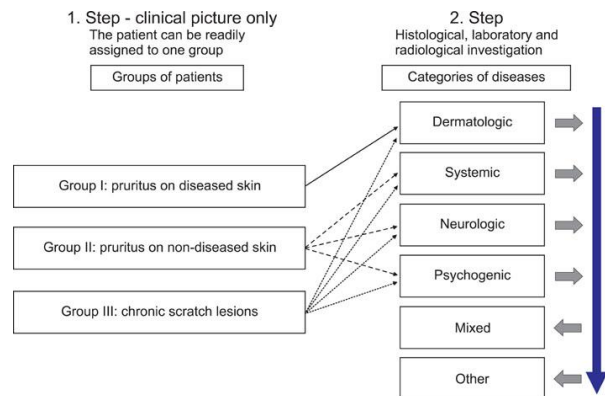 1. Step - clinical picture only
The patient can be readily
assigned to one group
Groups of patients
Group I: pruritus on diseased skin
Group II: pruritus on non-diseased skin
Group III: chronic scratch lesions
2. Step
Histological, laboratory and
radiological investigation
Categories of diseases
Dermatologic
Systemic
Neurologic
Psychogenic
Mixed
Other